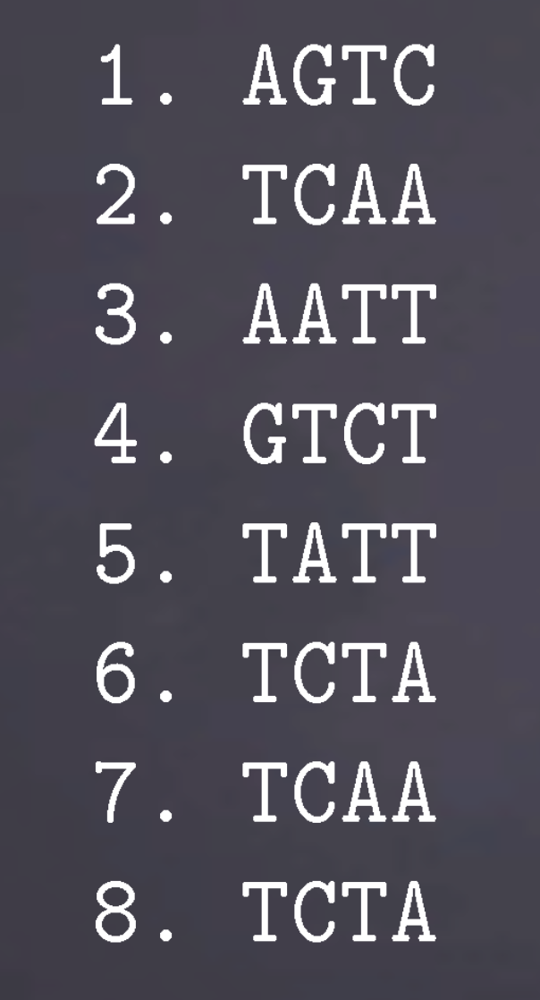 1. AGTC
2. TCAA
3. AATT
4. GTCT
5. TATT
6. TCTA
7. TCAA
8. TCTA